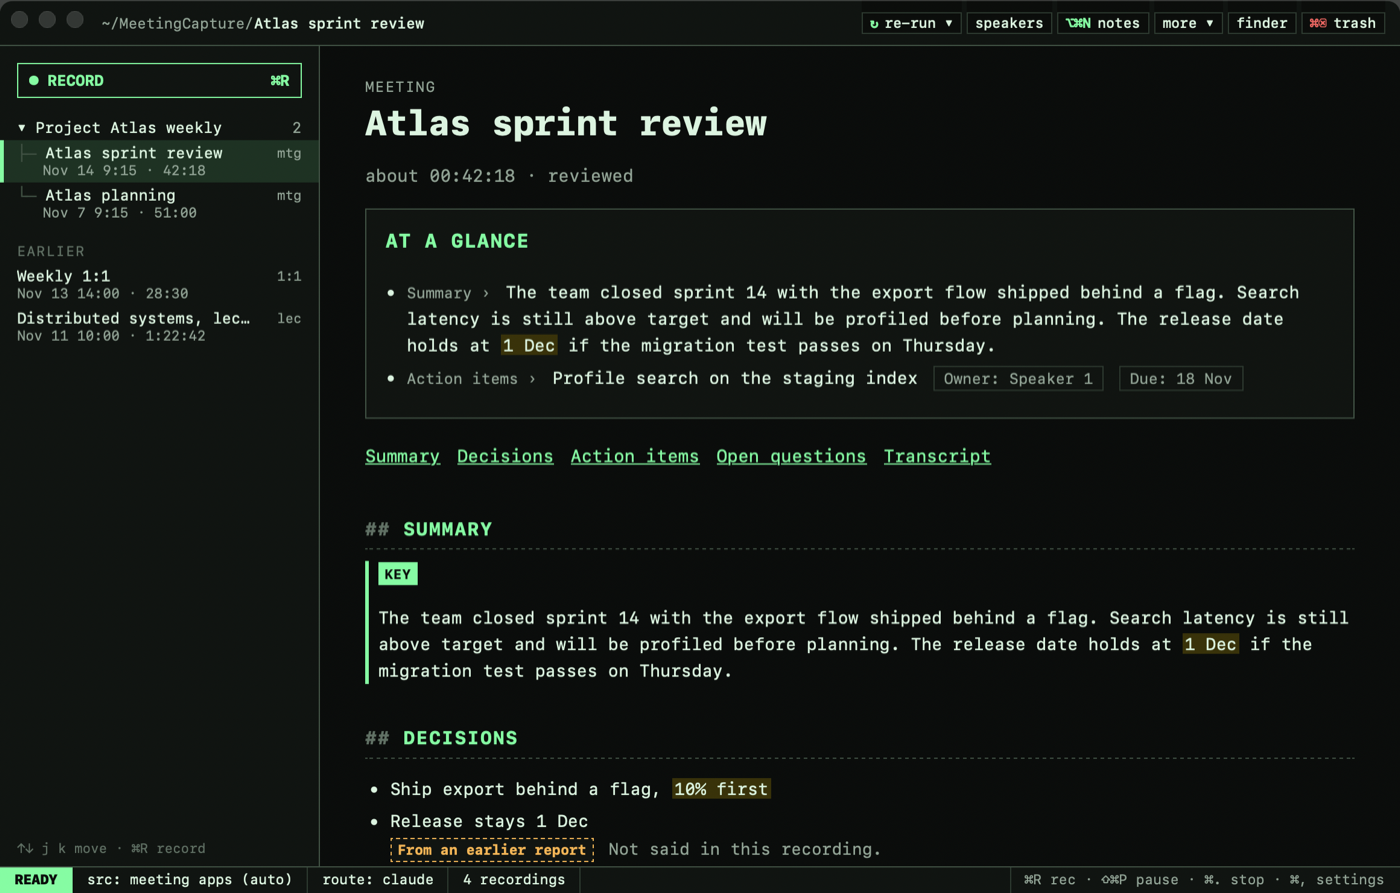 ~/MeetingCapture/Atlas sprint review
↻ re-run ▾
speakers
⌥⌘N notes
more ▾
finder
⌘⌫ trash
● RECORD ⌘R
▾ Project Atlas weekly 2
Atlas sprint review mtg
Nov 14 9:15 · 42:18
Atlas planning mtg
Nov 7 9:15 · 51:00
EARLIER
Weekly 1:1 1:1
Nov 13 14:00 · 28:30
Distributed systems, lec… lec
Nov 11 10:00 · 1:22:42
↑↓ j k move · ⌘R record
MEETING
Atlas sprint review
about 00:42:18 · reviewed
AT A GLANCE
• Summary › The team closed sprint 14 with the export flow shipped behind a flag. Search
latency is still above target and will be profiled before planning. The release date
holds at 1 Dec if the migration test passes on Thursday.
• Action items › Profile search on the staging index Owner: Speaker 1 Due: 18 Nov
Summary Decisions Action items Open questions Transcript
## SUMMARY
KEY
The team closed sprint 14 with the export flow shipped behind a flag. Search latency is still
above target and will be profiled before planning. The release date holds at 1 Dec if the
migration test passes on Thursday.
## DECISIONS
• Ship export behind a flag, 10% first
• Release stays 1 Dec
From an earlier report Not said in this recording.
READY src: meeting apps (auto) route: claude 4 recordings
⌘R rec · ⇧⌘P pause · ⌘. stop · ⌘, settings